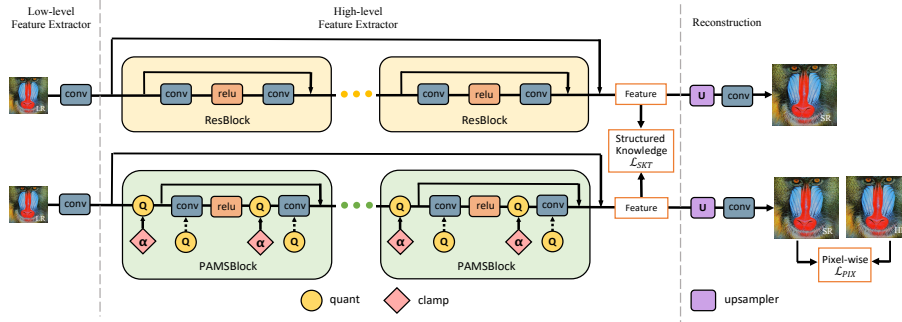 Low-level
Feature Extractor
High-level
Feature Extractor
Reconstruction
LR
conv
conv
relu
conv
ResBlock
conv
relu
conv
ResBlock
Feature
U
conv
SR
Structured
Knowledge
ℒSKT
LR
conv
Q
conv
relu
Q
conv
α
Q
α
Q
PAMSBlock
Q
conv
relu
Q
conv
α
Q
α
Q
PAMSBlock
Feature
U
conv
SR
Pixel-wise
ℒPIX
quant
clamp
upsampler